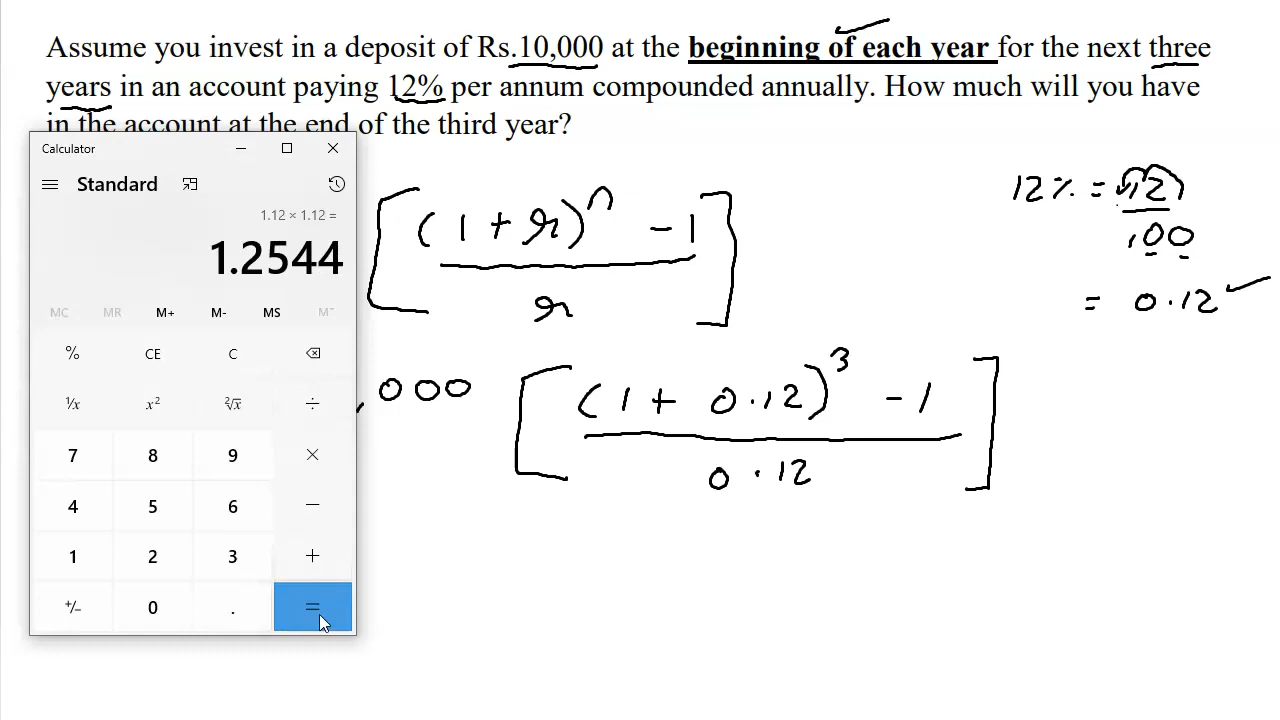 Assume you invest in a deposit of Rs.10,000 at the beginning of each year for the next three
years in an account paying 12% per annum compounded annually. How much will you have
in the account at the end of the third year?
Calculator
Standard
1.12 × 1.12 =
1.2544
MC MR M+ M- MS M˅
% CE C
¹/x x² ²√x ÷
7 8 9 ×
4 5 6 −
1 2 3 +
+/− 0 . =
[ (1 + r)ⁿ − 1 ]
r
12% = 12
100
= 0.12 ✓
,000 [ (1 + 0.12)³ − 1 ]
0.12